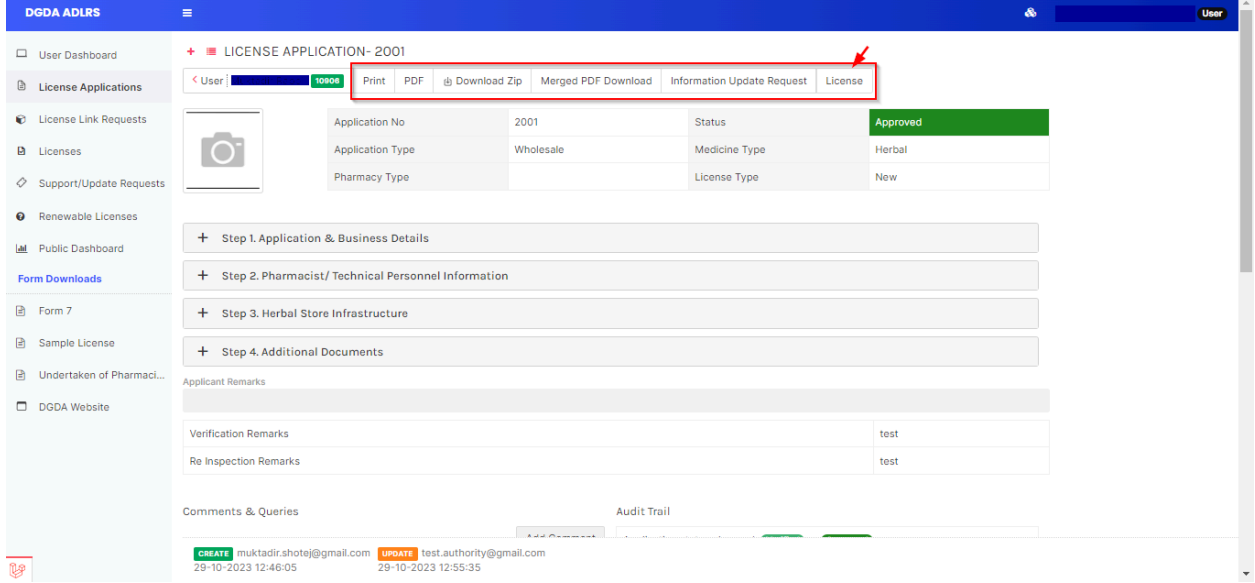 DGDA ADLRS
User
User Dashboard
License Applications
License Link Requests
Licenses
Support/Update Requests
Renewable Licenses
Public Dashboard
Form Downloads
Form 7
Sample License
Undertaken of Pharmaci...
DGDA Website
LICENSE APPLICATION- 2001
User 10906 Print PDF Download Zip Merged PDF Download Information Update Request License
Application No 2001 Status Approved
Application Type Wholesale Medicine Type Herbal
Pharmacy Type License Type New
Step 1. Application & Business Details
Step 2. Pharmacist/ Technical Personnel Information
Step 3. Herbal Store Infrastructure
Step 4. Additional Documents
Applicant Remarks
Verification Remarks test
Re Inspection Remarks test
Comments & Queries Audit Trail
Add Comment
CREATE muktadir.shotej@gmail.com UPDATE test.authority@gmail.com
29-10-2023 12:46:05 29-10-2023 12:55:35